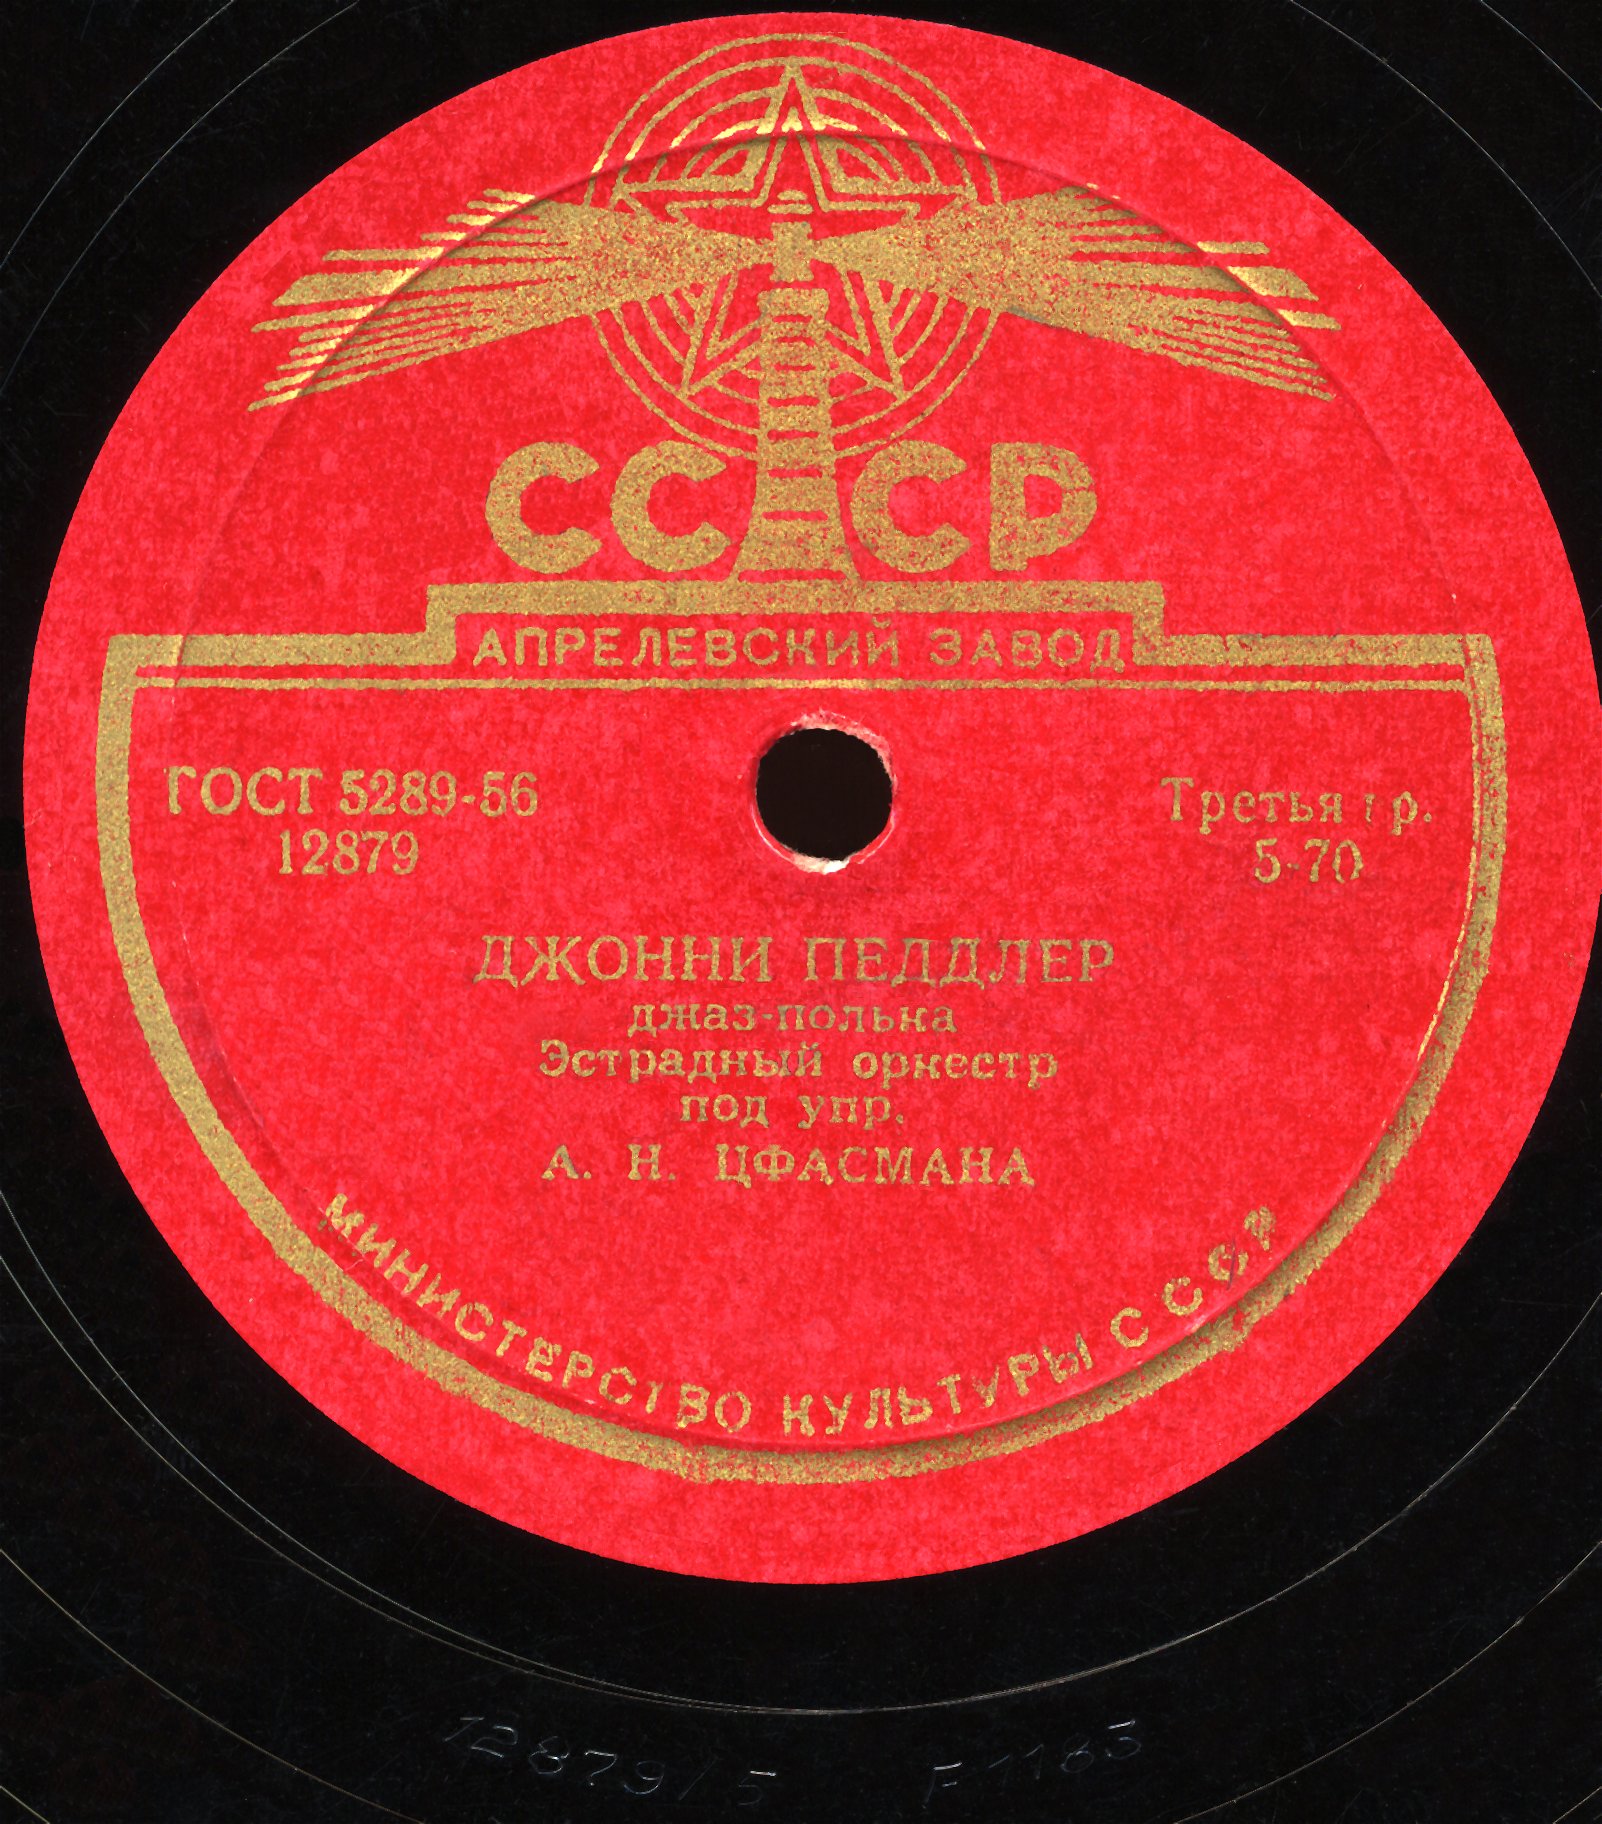 СССР
АПРЕЛЕВСКИЙ ЗАВОД
ГОСТ 5289-56
12879
Третья гр.
5-70
ДЖОННИ ПЕДДЛЕР
джаз-полька
Эстрадный оркестр
под упр.
А. Н. ЦФАСМАНА
МИНИСТЕРСТВО КУЛЬТУРЫ СССР
12879/5 F1183